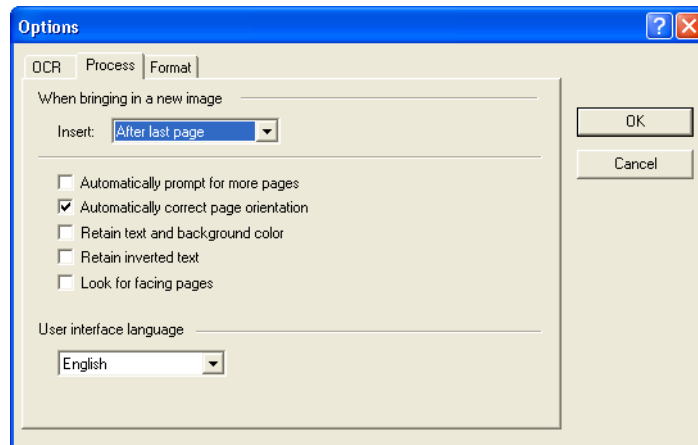 Options
OCR Process Format
When bringing in a new image
Insert: After last page
OK
Cancel
Automatically prompt for more pages
Automatically correct page orientation
Retain text and background color
Retain inverted text
Look for facing pages
User interface language
English